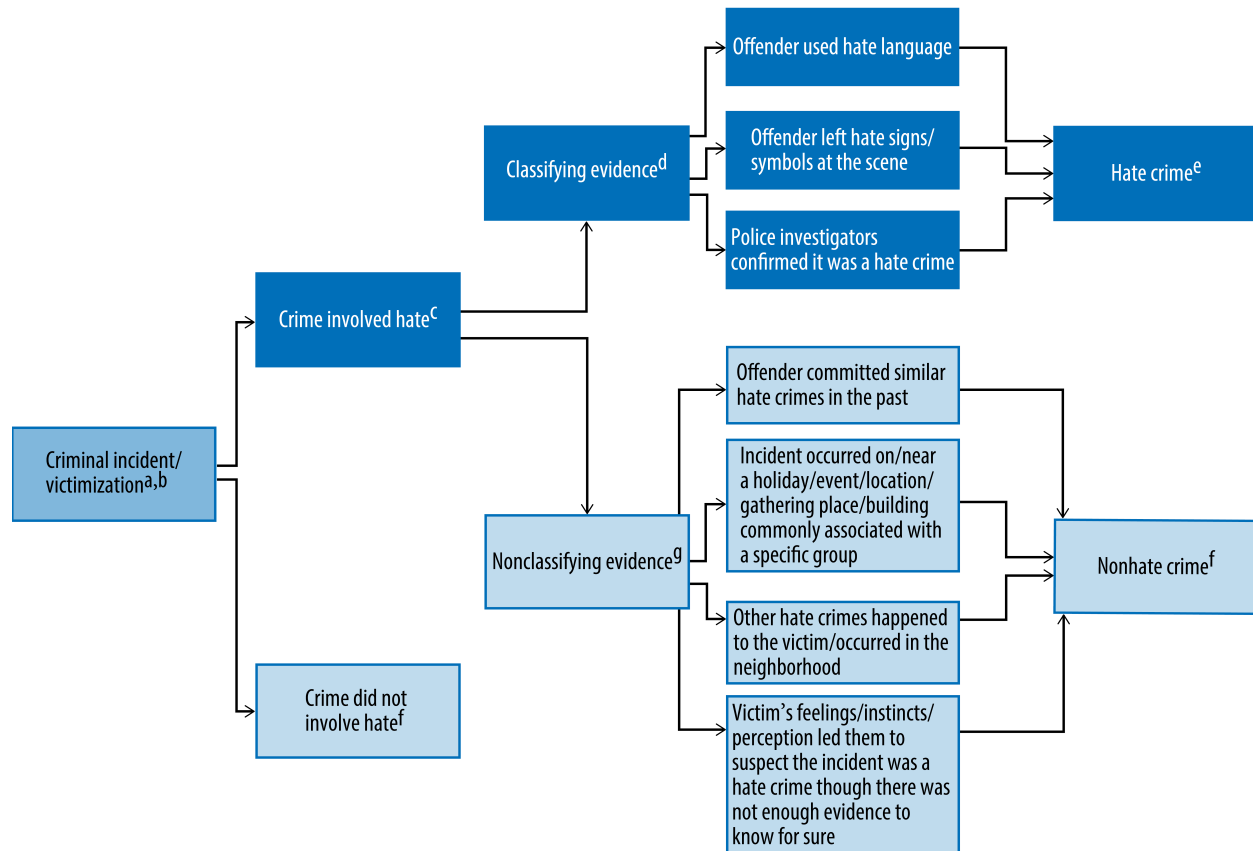 Offender used hate language
Classifying evidenced
Offender left hate signs/
symbols at the scene
Hate crimee
Police investigators
confirmed it was a hate crime
Crime involved hatec
Criminal incident/
victimizationa,b
Offender committed similar
hate crimes in the past
Nonclassifying evidenceg
Incident occurred on/near
a holiday/event/location/
gathering place/building
commonly associated with
a specific group
Nonhate crimef
Other hate crimes happened
to the victim/occurred in the
neighborhood
Crime did not
involve hatef
Victim’s feelings/instincts/
perception led them to
suspect the incident was a
hate crime though there was
not enough evidence to
know for sure